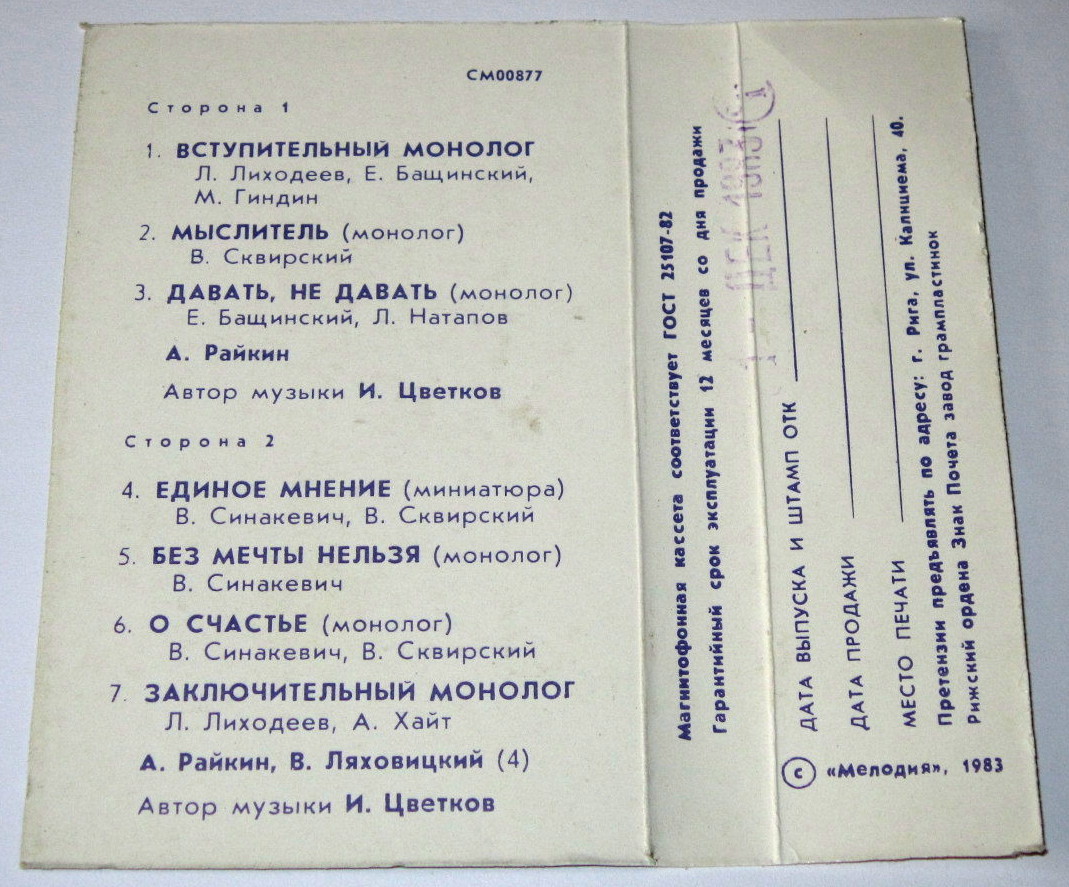 СМ00877
Сторона 1
1. ВСТУПИТЕЛЬНЫЙ МОНОЛОГ
Л. Лиходеев, Е. Бащинский,
М. Гиндин
2. МЫСЛИТЕЛЬ (монолог)
В. Сквирский
3. ДАВАТЬ, НЕ ДАВАТЬ (монолог)
Е. Бащинский, Л. Натапов
А. Райкин
Автор музыки И. Цветков
Сторона 2
4. ЕДИНОЕ МНЕНИЕ (миниатюра)
В. Синакевич, В. Сквирский
5. БЕЗ МЕЧТЫ НЕЛЬЗЯ (монолог)
В. Синакевич
6. О СЧАСТЬЕ (монолог)
В. Синакевич, В. Сквирский
7. ЗАКЛЮЧИТЕЛЬНЫЙ МОНОЛОГ
Л. Лиходеев, А. Хайт
А. Райкин, В. Ляховицкий (4)
Автор музыки И. Цветков
Магнитофонная кассета соответствует ГОСТ 25107-82
Гарантийный срок эксплуатации 12 месяцев со дня продажи
ДАТА ВЫПУСКА И ШТАМП ОТК
ДАТА ПРОДАЖИ
МЕСТО ПЕЧАТИ
Претензии предъявлять по адресу: г. Рига, ул. Калнциема, 40.
Рижский ордена Знак Почета завод грампластинок
© «Мелодия», 1983